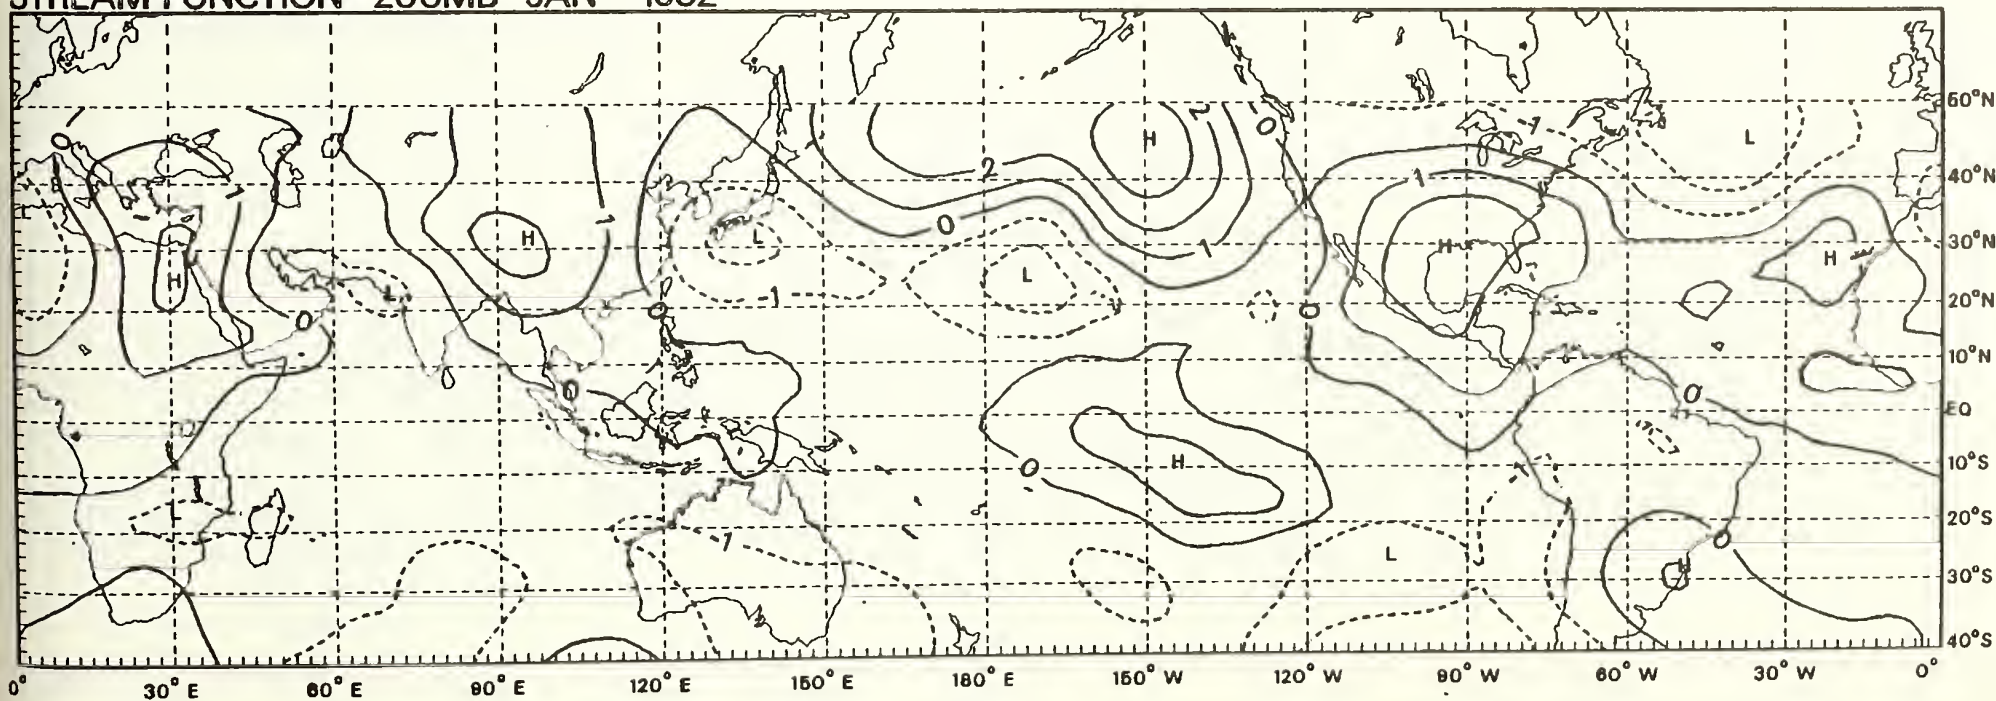 STREAM FUNCTION 200MB JAN 1982
0 2 H 2 0 1 L 60°N
L 1 2 1 40°N
H L 0 1 H 30°N
H L 1 L H
0 0 0 20°N
10°N
0 0 EQ
0 H 1 10°S
L 1 L 0 20°S
H 30°S
40°S
0° 30°E 60°E 90°E 120°E 150°E 180°E 150°W 120°W 90°W 60°W 30°W 0°